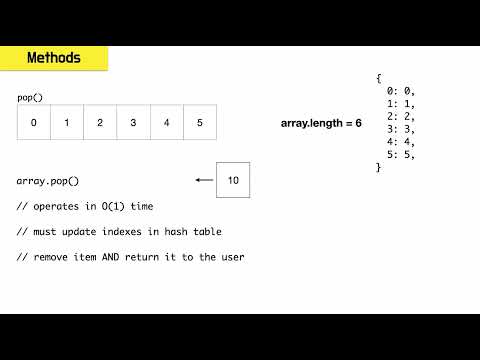 Methods
pop()
0 1 2 3 4 5
array.length = 6
{
0: 0,
1: 1,
2: 2,
3: 3,
4: 4,
5: 5,
}
array.pop()
10
// operates in O(1) time
// must update indexes in hash table
// remove item AND return it to the user